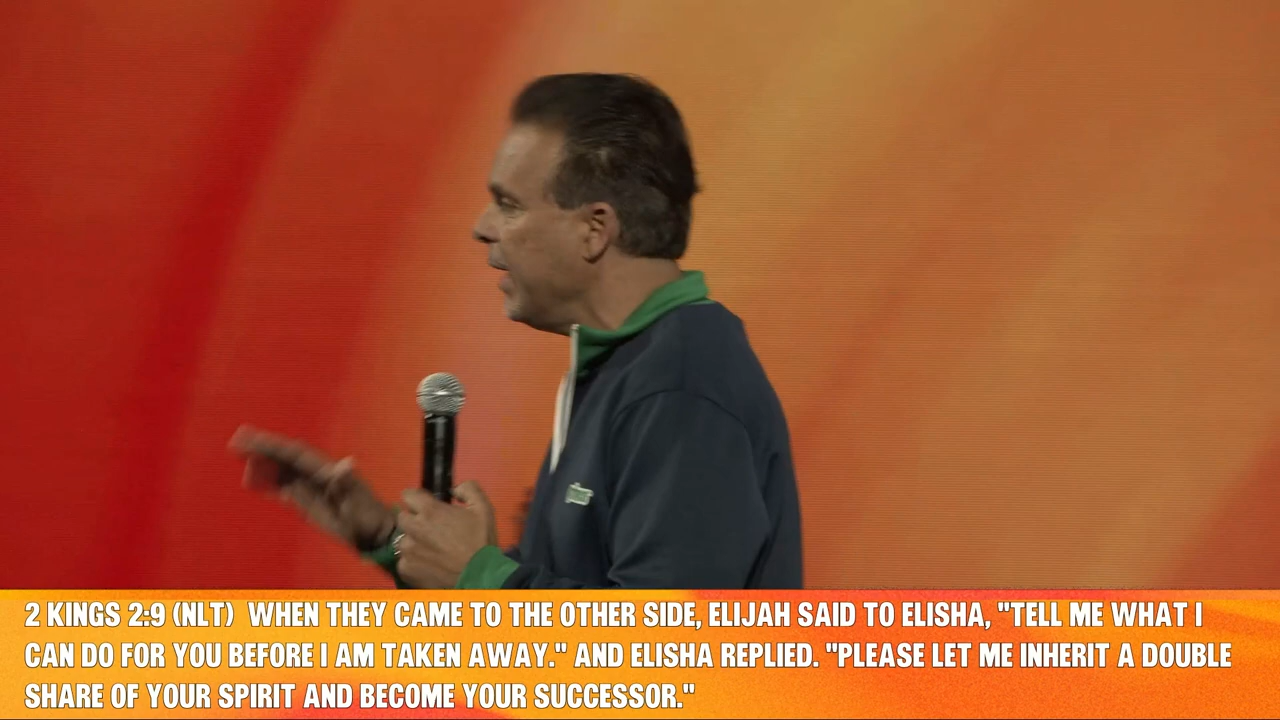 2 KINGS 2:9 (NLT)  WHEN THEY CAME TO THE OTHER SIDE, ELIJAH SAID TO ELISHA, "TELL ME WHAT I
CAN DO FOR YOU BEFORE I AM TAKEN AWAY." AND ELISHA REPLIED. "PLEASE LET ME INHERIT A DOUBLE
SHARE OF YOUR SPIRIT AND BECOME YOUR SUCCESSOR."